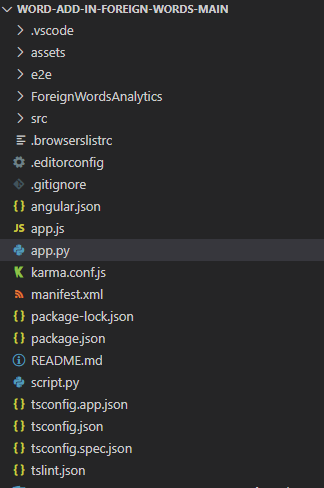 WORD-ADD-IN-FOREIGN-WORDS-MAIN
.vscode
assets
e2e
ForeignWordsAnalytics
src
.browserslistrc
.editorconfig
.gitignore
angular.json
app.js
app.py
karma.conf.js
manifest.xml
package-lock.json
package.json
README.md
script.py
tsconfig.app.json
tsconfig.json
tsconfig.spec.json
tslint.json